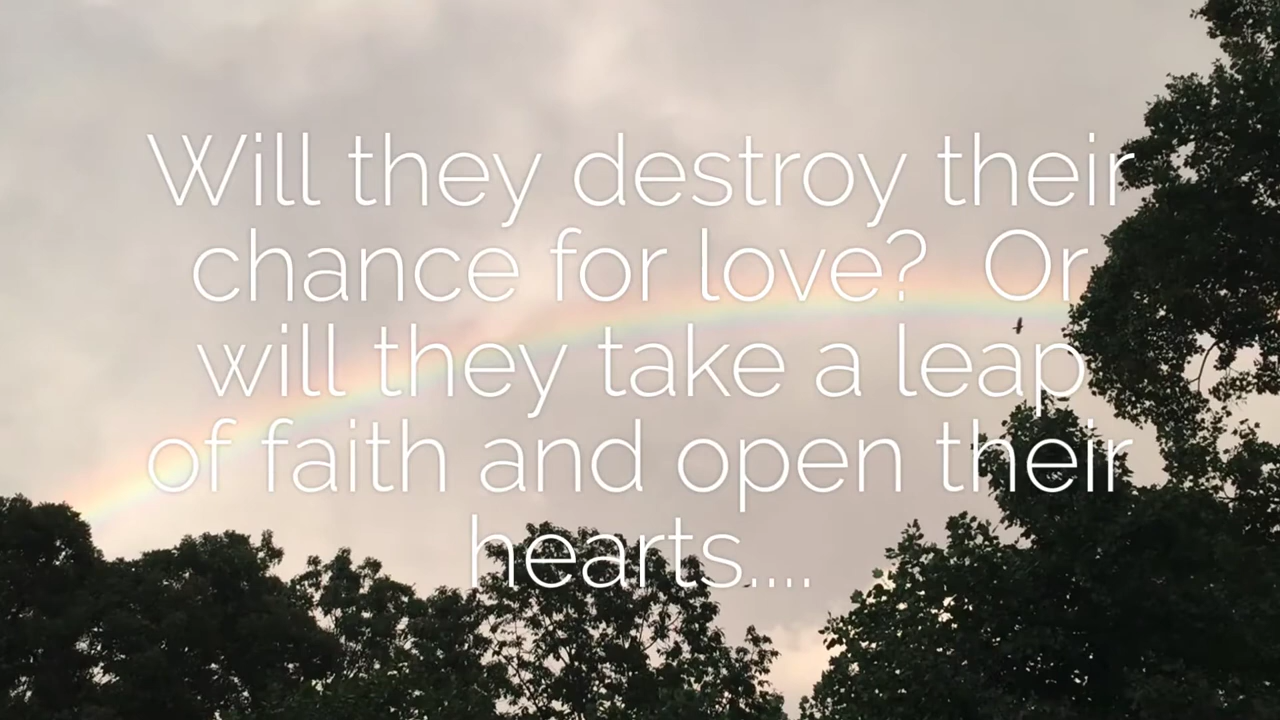 Will they destroy their
chance for love?  Or
will they take a leap
of faith and open their
hearts....